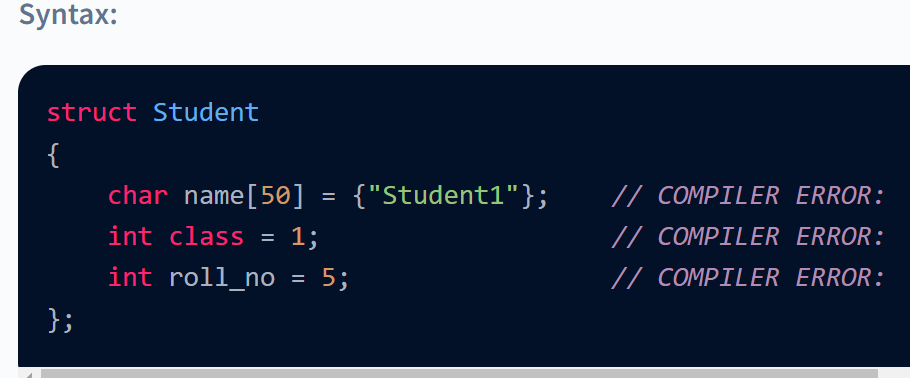 Syntax:
struct Student
{
    char name[50] = {"Student1"};    // COMPILER ERROR:
    int class = 1;                   // COMPILER ERROR:
    int roll_no = 5;                 // COMPILER ERROR:
};